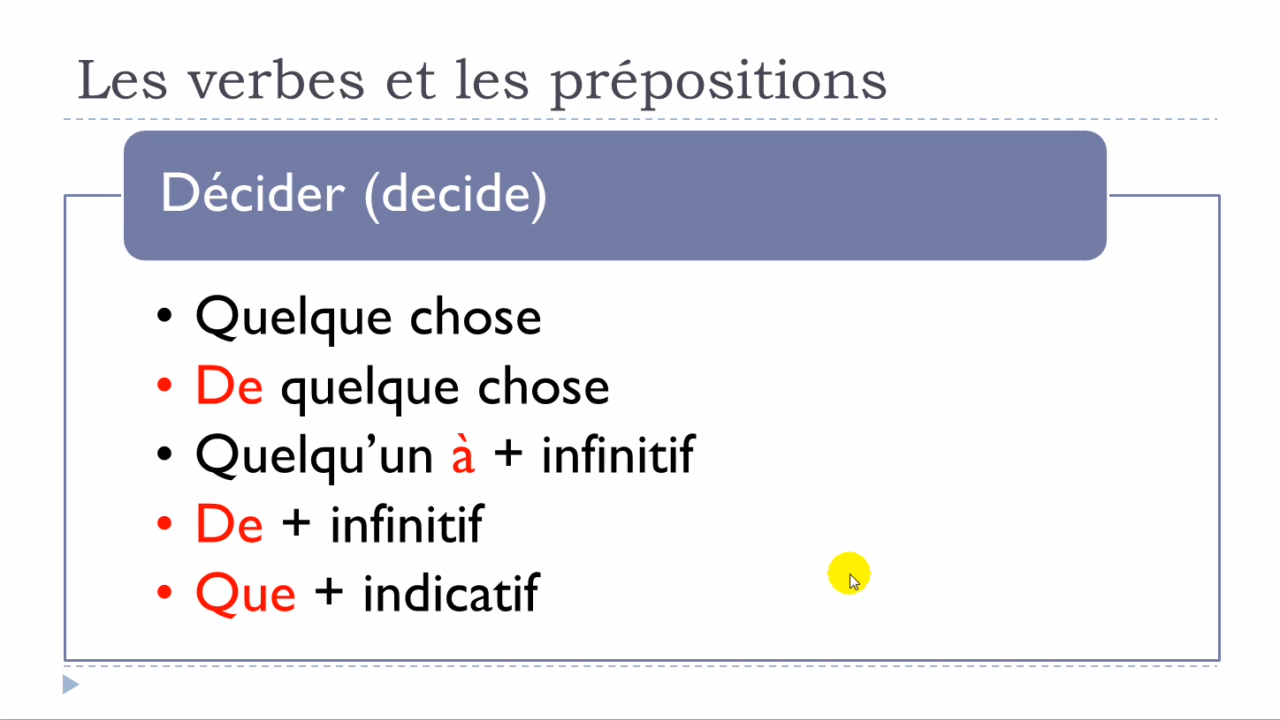 Les verbes et les prépositions
Décider (decide)
• Quelque chose
• De quelque chose
• Quelqu’un à + infinitif
• De + infinitif
• Que + indicatif